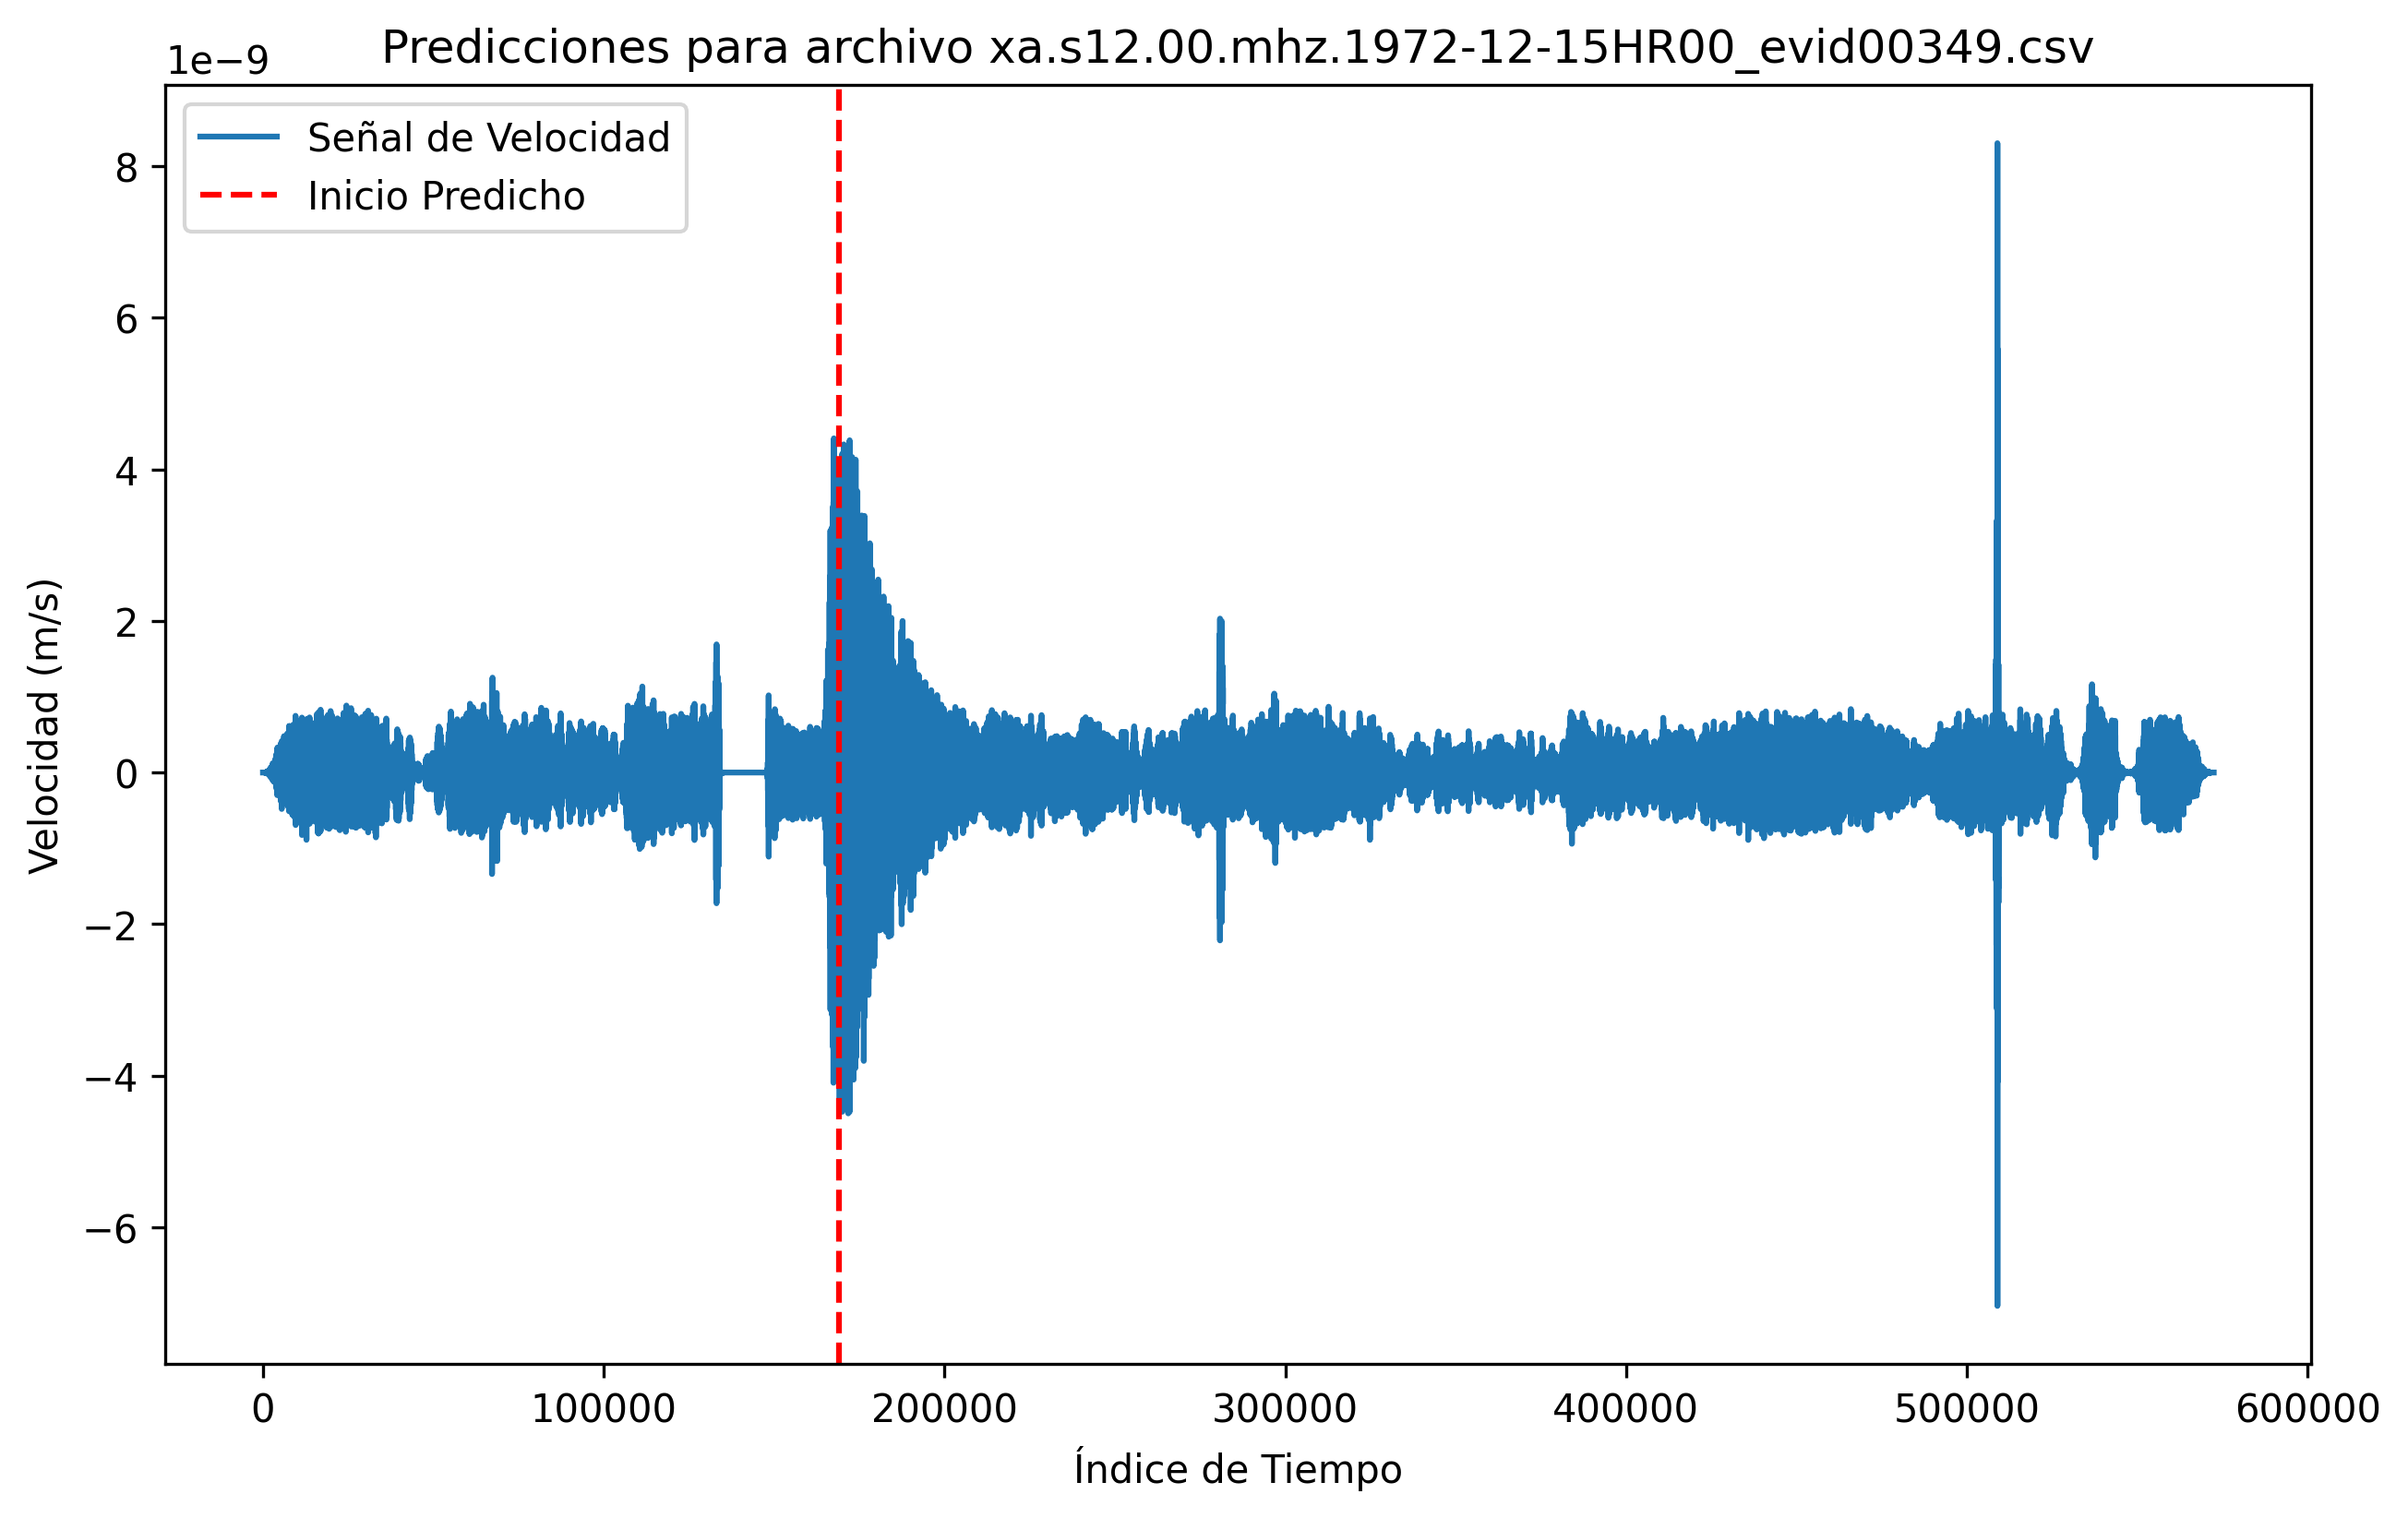 Predicciones para archivo xa.s12.00.mhz.1972-12-15HR00_evid00349.csv
1e−9
Señal de Velocidad
Inicio Predicho
8
6
4
2
0
−2
−4
−6
Velocidad (m/s)
0 100000 200000 300000 400000 500000 600000
Índice de Tiempo